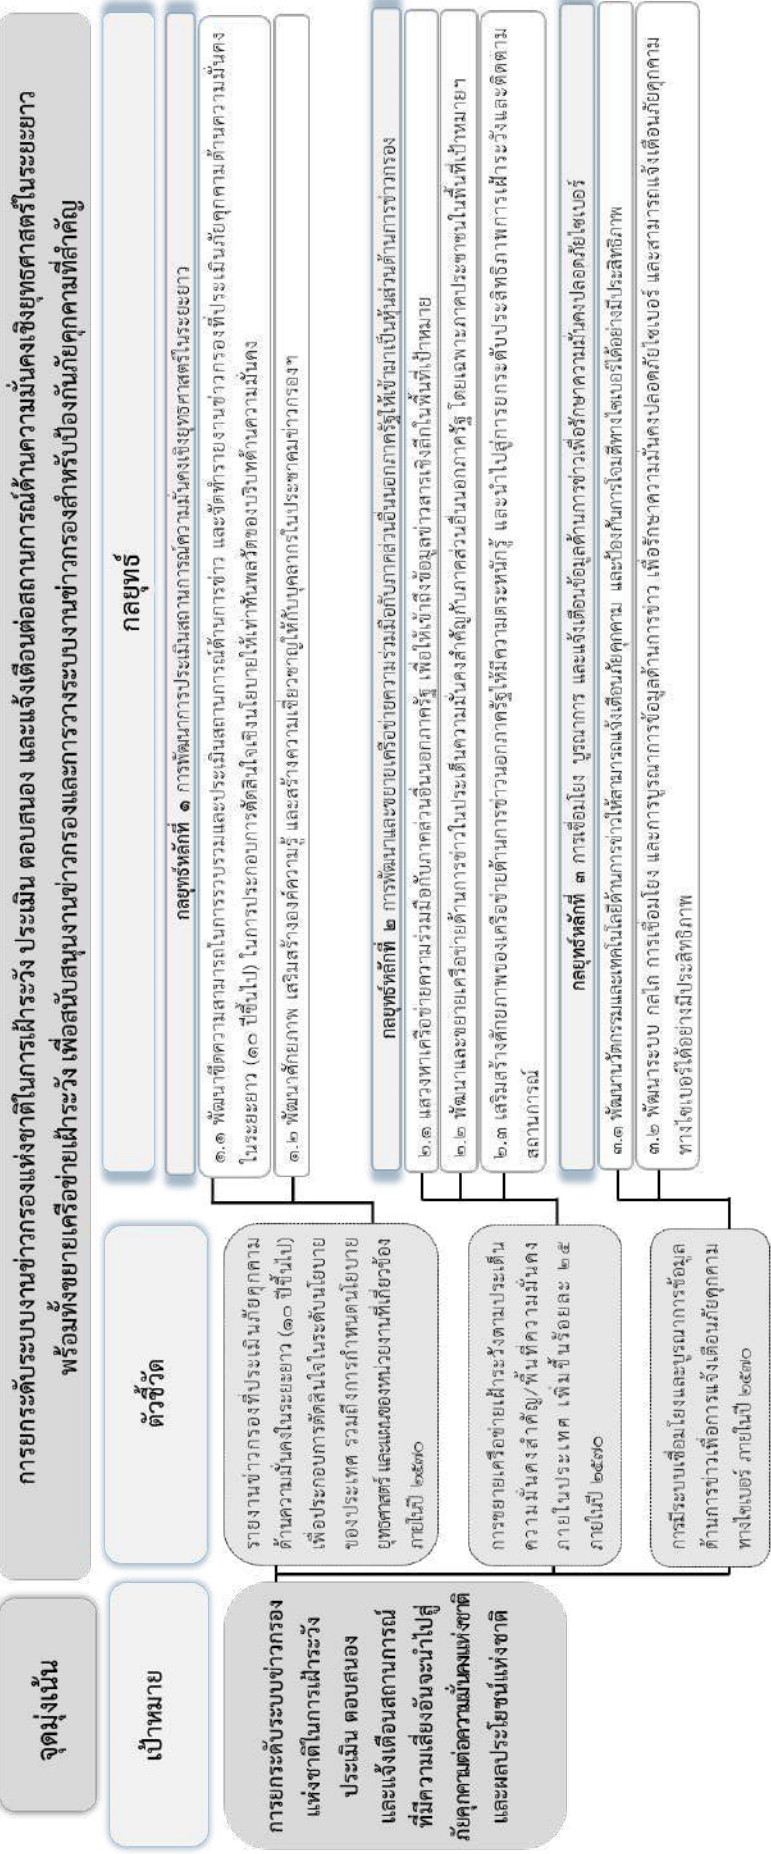 จุดมุ่งเน้น
การยกระดับระบบงานข่าวกรองแห่งชาติในการเฝ้าระวัง ประเมิน ตอบสนอง และแจ้งเตือนต่อสถานการณ์ด้านความมั่นคงเชิงยุทธศาสตร์ในระยะยาว
พร้อมทั้งขยายเครือข่ายเฝ้าระวัง เพื่อสนับสนุนงานข่าวกรองและการวางระบบงานข่าวกรองสำหรับป้องกันภัยคุกคามที่สำคัญ
เป้าหมาย
ตัวชี้วัด
กลยุทธ์
การยกระดับระบบข่าวกรอง
แห่งชาติในการเฝ้าระวัง
ประเมิน ตอบสนอง
และแจ้งเตือนสถานการณ์
ที่มีความเสี่ยงอันจะนำไปสู่
ภัยคุกคามต่อความมั่นคงแห่งชาติ
และผลประโยชน์แห่งชาติ
รายงานข่าวกรองที่ประเมินภัยคุกคาม
ด้านความมั่นคงในระยะยาว (๑๐ ปีขึ้นไป)
เพื่อประกอบการตัดสินใจในระดับนโยบาย
ของประเทศ รวมถึงการกำหนดนโยบาย
ยุทธศาสตร์ และแผนของหน่วยงานที่เกี่ยวข้อง
ภายในปี ๒๕๗๐
กลยุทธ์หลักที่ ๑ การพัฒนาการประเมินสถานการณ์ความมั่นคงเชิงยุทธศาสตร์ในระยะยาว
๑.๑ พัฒนาขีดความสามารถในการรวบรวมและประเมินสถานการณ์ด้านการข่าว และจัดทำรายงานข่าวกรองที่ประเมินภัยคุกคามด้านความมั่นคง
ในระยะยาว (๑๐ ปีขึ้นไป) ในการประกอบการตัดสินใจเชิงนโยบายให้เท่าทันพลวัตของบริบทด้านความมั่นคง
๑.๒ พัฒนาศักยภาพ เสริมสร้างองค์ความรู้ และสร้างความเชี่ยวชาญให้กับบุคลากรในประชาคมข่าวกรองฯ
การขยายเครือข่ายเฝ้าระวังตามประเด็น
ความมั่นคงสำคัญ/พื้นที่ความมั่นคง
ภายในประเทศ เพิ่มขึ้นร้อยละ ๒๕
ภายในปี ๒๕๗๐
กลยุทธ์หลักที่ ๒ การพัฒนาและขยายเครือข่ายความร่วมมือกับภาคส่วนอื่นนอกภาครัฐให้เข้ามาเป็นหุ้นส่วนด้านการข่าวกรอง
๒.๑ แสวงหาเครือข่ายความร่วมมือกับภาคส่วนอื่นนอกภาครัฐ เพื่อให้เข้าถึงข้อมูลข่าวสารเชิงลึกในพื้นที่เป้าหมาย
๒.๒ พัฒนาและขยายเครือข่ายด้านการข่าวในประเด็นความมั่นคงสำคัญกับภาคส่วนอื่นนอกภาครัฐ โดยเฉพาะภาคประชาชนในพื้นที่เป้าหมายฯ
๒.๓ เสริมสร้างศักยภาพของเครือข่ายด้านการข่าวนอกภาครัฐให้มีความตระหนักรู้ และนำไปสู่การยกระดับประสิทธิภาพการเฝ้าระวังและติดตาม
สถานการณ์
การมีระบบเชื่อมโยงและบูรณาการข้อมูล
ด้านการข่าวเพื่อการแจ้งเตือนภัยคุกคาม
ทางไซเบอร์ ภายในปี ๒๕๗๐
กลยุทธ์หลักที่ ๓ การเชื่อมโยง บูรณาการ และแจ้งเตือนข้อมูลด้านการข่าวเพื่อรักษาความมั่นคงปลอดภัยไซเบอร์
๓.๑ พัฒนานวัตกรรมและเทคโนโลยีด้านการข่าวให้สามารถแจ้งเตือนภัยคุกคาม และป้องกันการโจมตีทางไซเบอร์ได้อย่างมีประสิทธิภาพ
๓.๒ พัฒนาระบบ กลไก การเชื่อมโยง และการบูรณาการข้อมูลด้านการข่าว เพื่อรักษาความมั่นคงปลอดภัยไซเบอร์ และสามารถแจ้งเตือนภัยคุกคาม
ทางไซเบอร์ได้อย่างมีประสิทธิภาพ